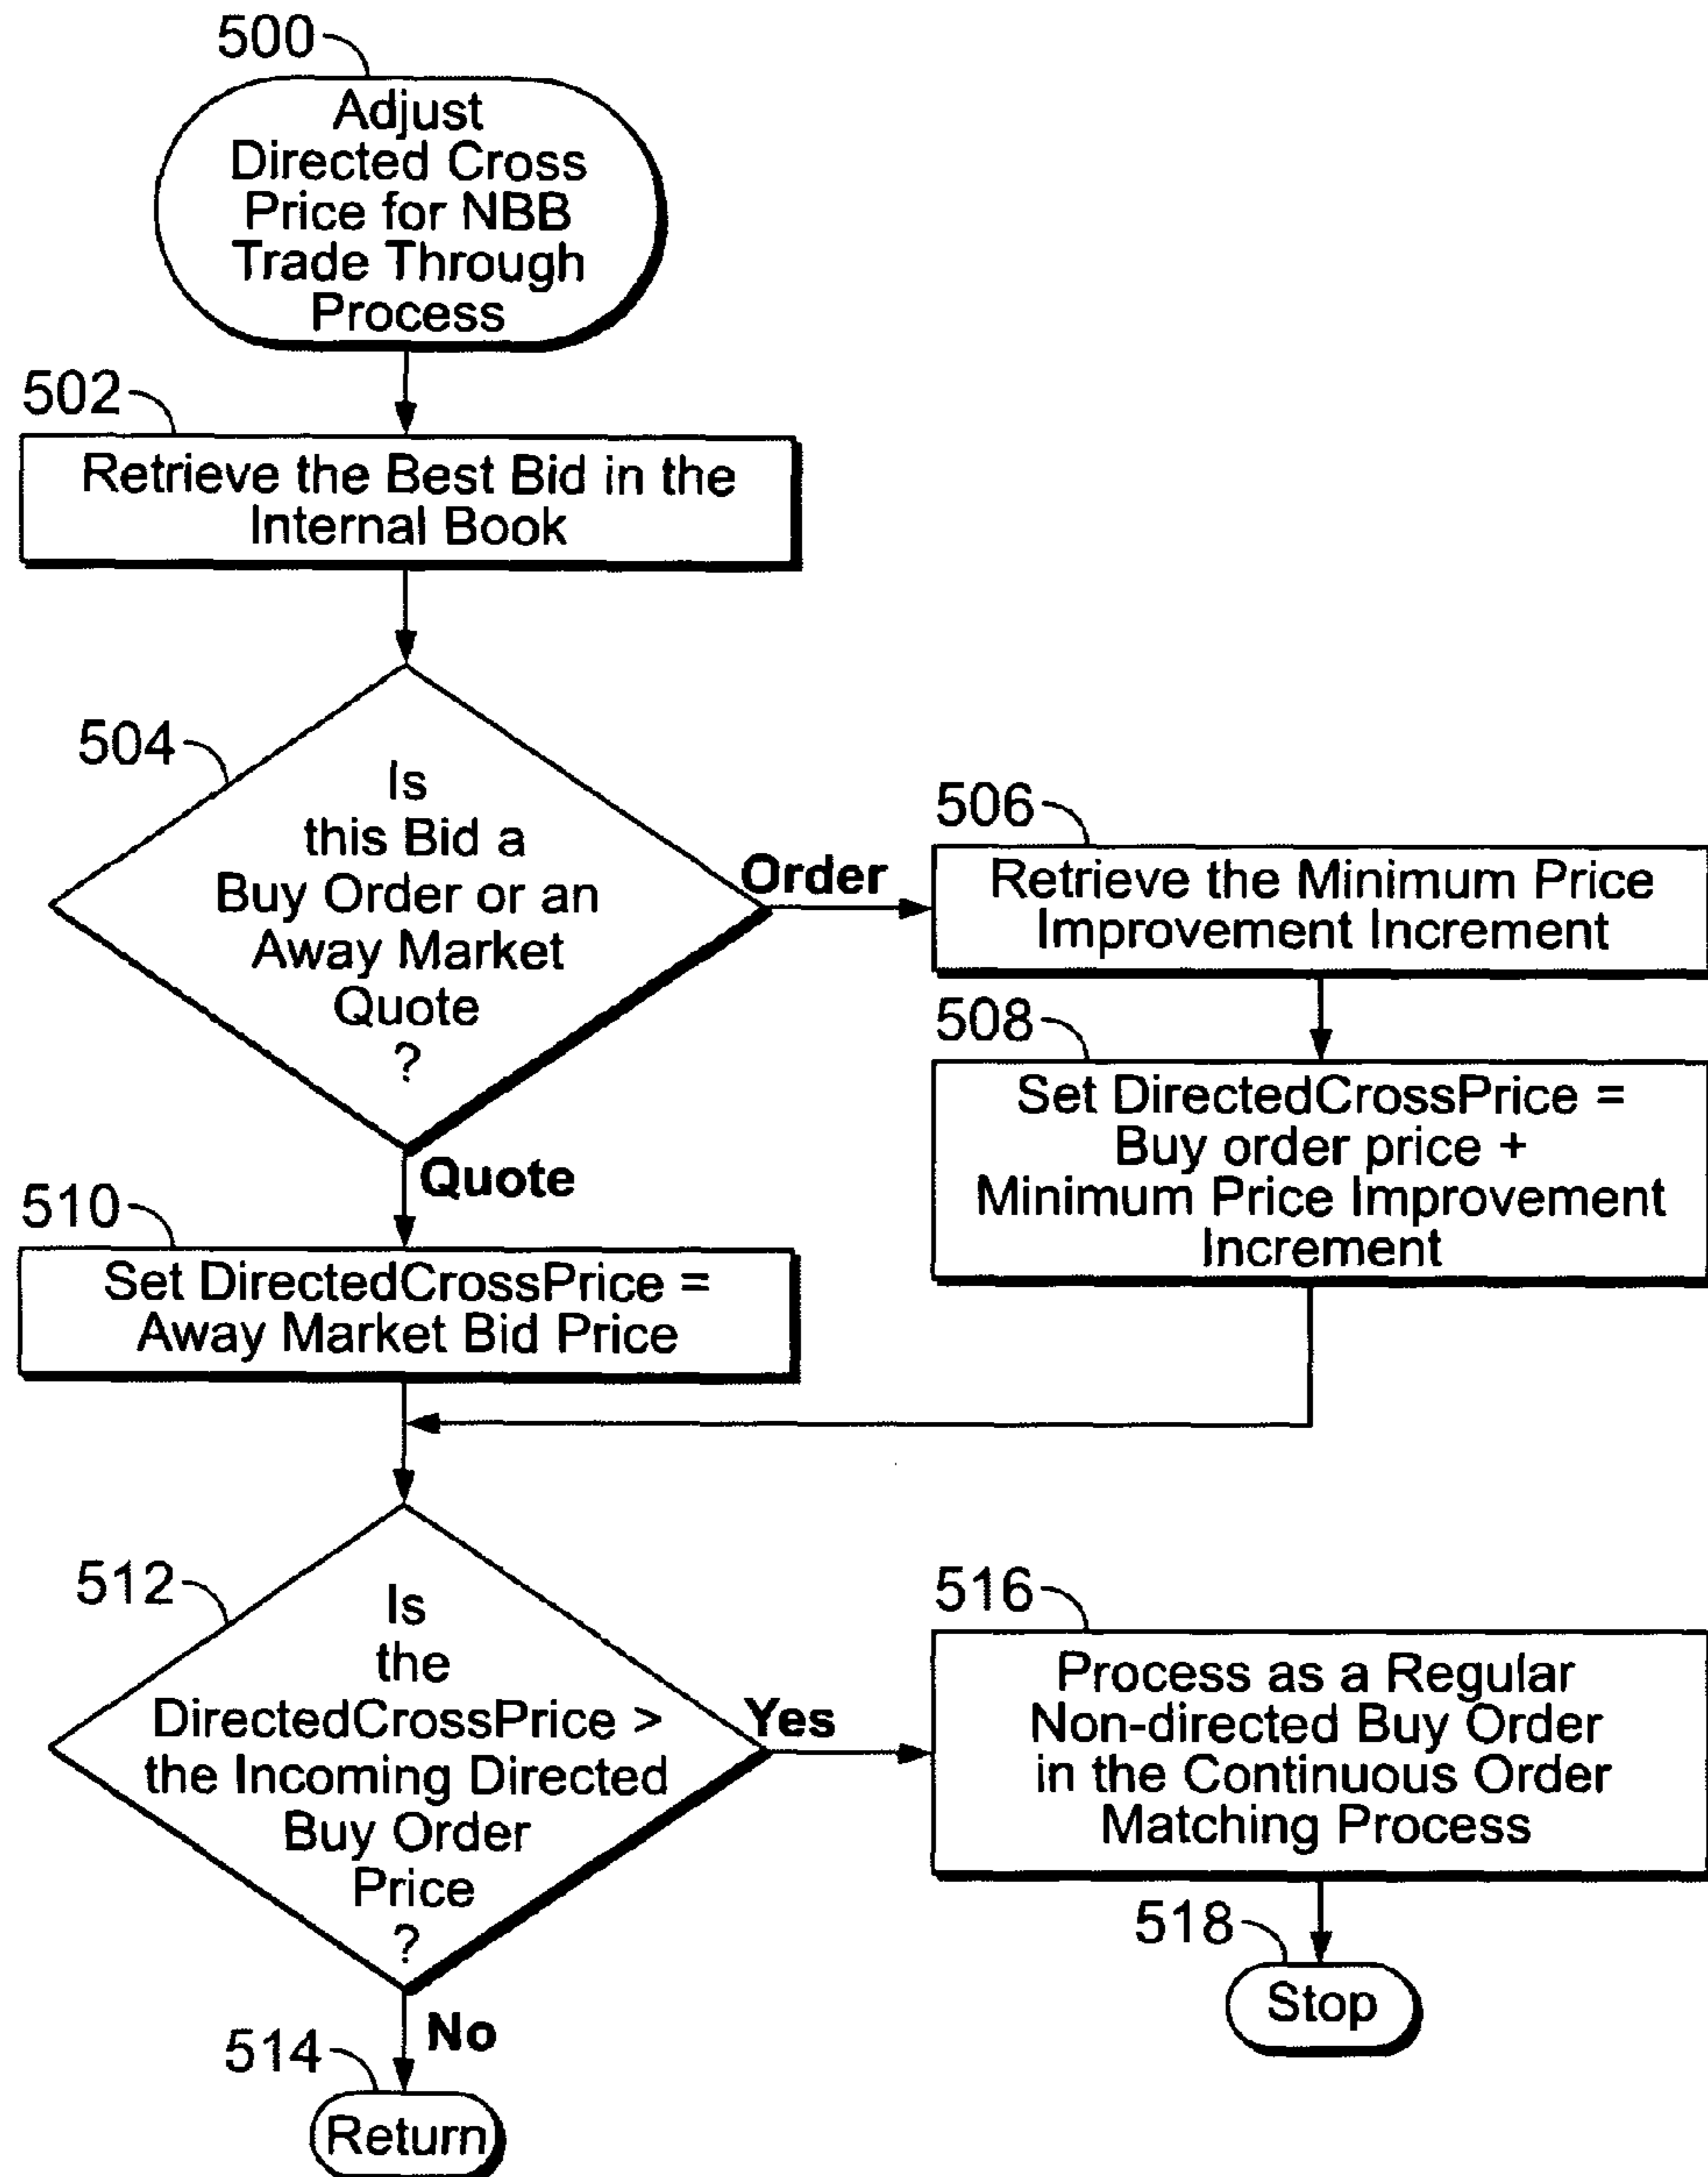 500
Adjust
Directed Cross
Price for NBB
Trade Through
Process
502
Retrieve the Best Bid in the
Internal Book
504
Is
this Bid a
Buy Order or an
Away Market
Quote
?
Order
506
Retrieve the Minimum Price
Improvement Increment
508
Set DirectedCrossPrice =
Buy order price +
Minimum Price Improvement
Increment
Quote
510
Set DirectedCrossPrice =
Away Market Bid Price
512
Is
the
DirectedCrossPrice >
the Incoming Directed
Buy Order
Price
?
Yes
516
Process as a Regular
Non-directed Buy Order
in the Continuous Order
Matching Process
518
Stop
No
514
Return